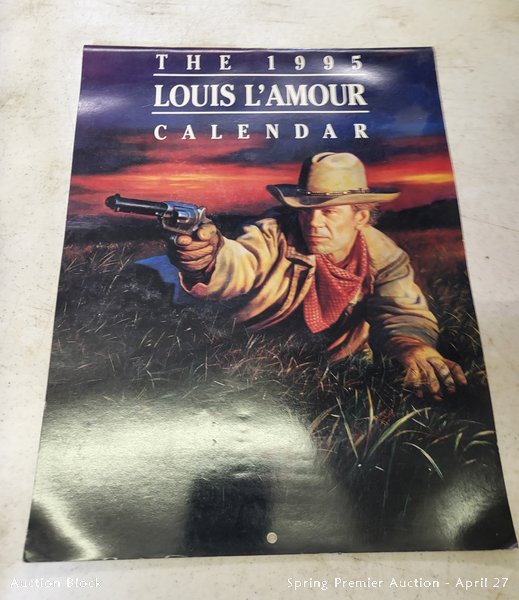 THE 1995
LOUIS L'AMOUR
CALENDAR
Auction Block
Spring Premier Auction - April 27